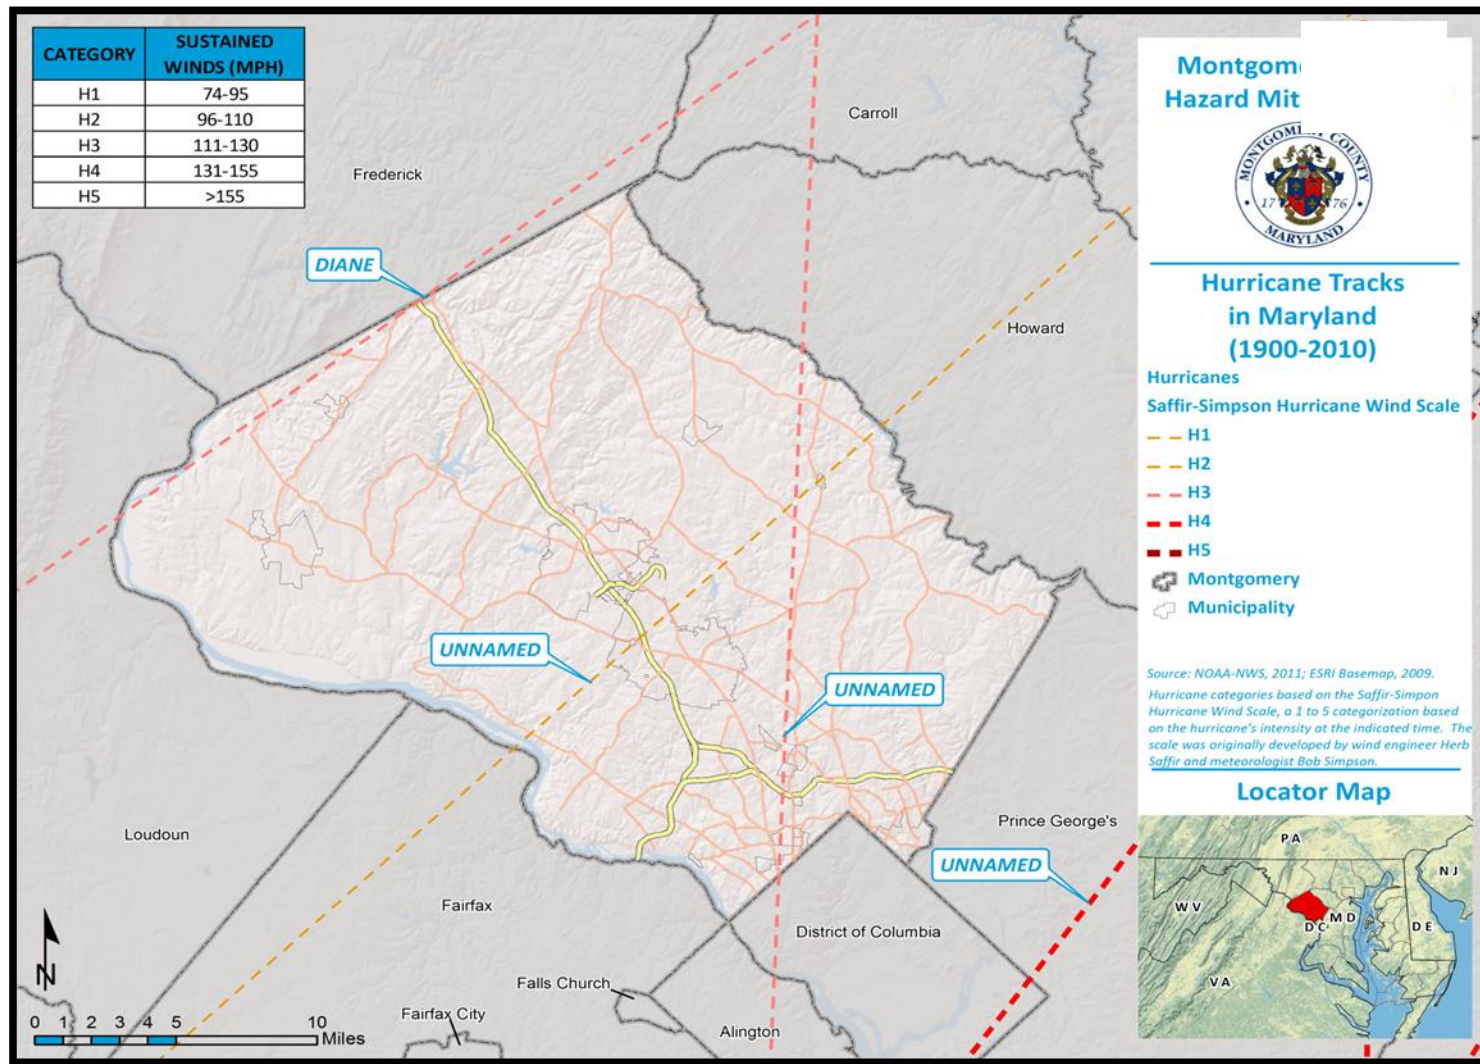 CATEGORY SUSTAINED WINDS (MPH)
H1 74-95
H2 96-110
H3 111-130
H4 131-155
H5 >155
Carroll
Frederick
DIANE
Howard
UNNAMED
UNNAMED
Loudoun
Prince George's
UNNAMED
Fairfax
District of Columbia
Falls Church
Fairfax City
Alington
N
0 1 2 3 4 5 10
Miles
Hazard
MONTGOMERY COUNTY
17 76
MARYLAND
Hurricane Tracks
in Maryland
(1900-2010)
Hurricanes
Saffir-Simpson Hurricane Wind Scale
H1
H2
H3
H4
H5
Montgomery
Municipality
Source: NOAA-NWS, 2011; ESRI Basemap, 2009.
Hurricane categories based on the Saffir-Simpon
Hurricane Wind Scale, a 1 to 5 categorization based
on the hurricane's intensity at the indicated time. The
scale was originally developed by wind engineer Herb
Saffir and meteorologist Bob Simpson.
Locator Map
PA
NJ
WV
MD
DC
DE
VA